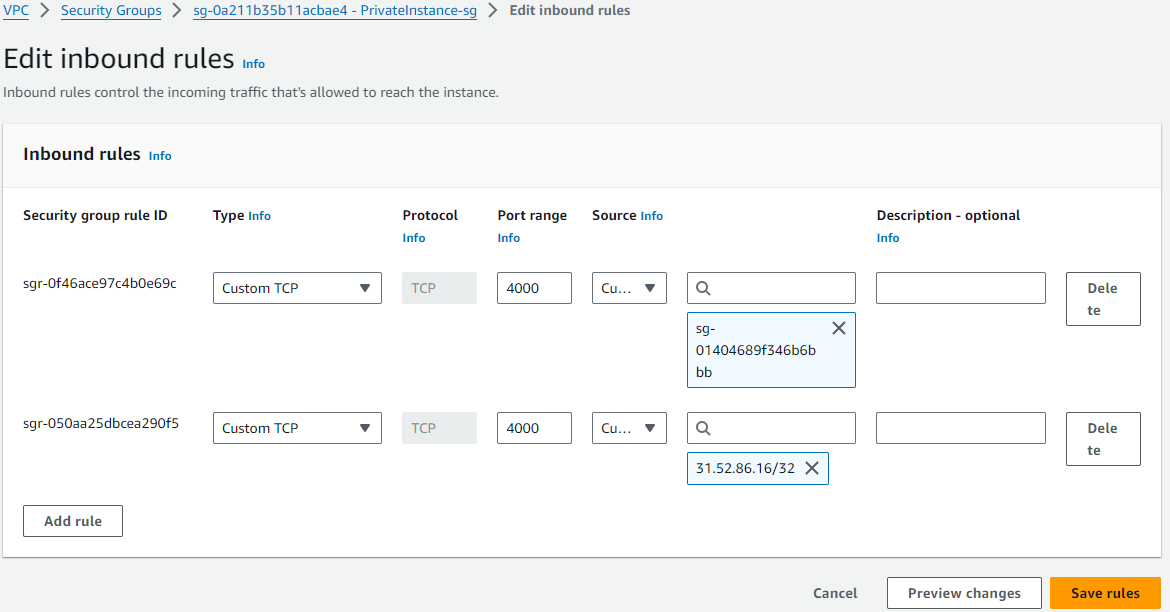 VPC > Security Groups > sg-0a211b35b11acbae4 - PrivateInstance-sg > Edit inbound rules
Edit inbound rules Info
Inbound rules control the incoming traffic that's allowed to reach the instance.
Inbound rules Info
Security group rule ID Type Info Protocol Port range Source Info Description - optional
Info Info Info
sgr-0f46ace97c4b0e69c Custom TCP TCP 4000 Cu... Dele
te
sg-
01404689f346b6b
bb
sgr-050aa25dbcea290f5 Custom TCP TCP 4000 Cu... Dele
te
31.52.86.16/32
Add rule
Cancel Preview changes Save rules